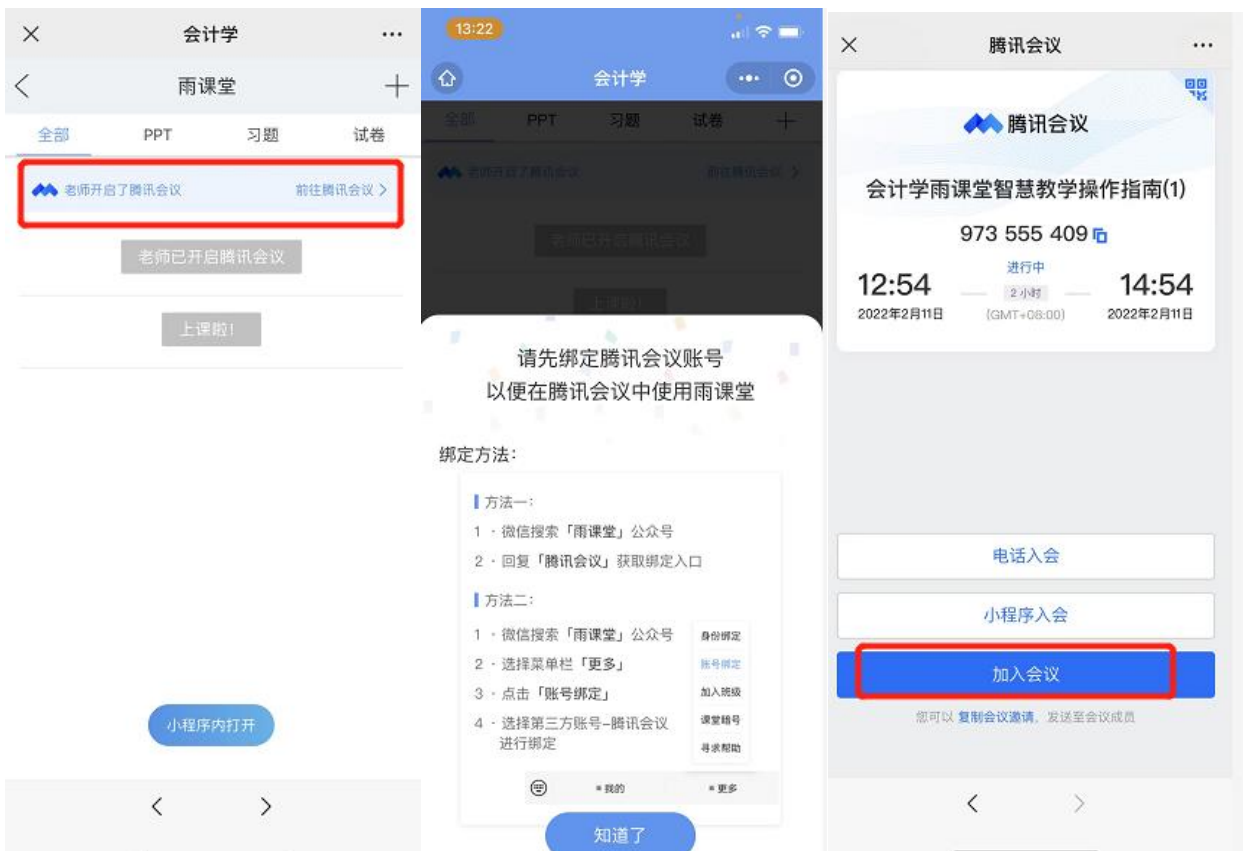 会计学
雨课堂
全部 PPT 习题 试卷
老师开启了腾讯会议 前往腾讯会议 >
老师已开启腾讯会议
上课啦!
小程序内打开
13:22
会计学
全部 PPT 习题 试卷
老师开启了腾讯会议 前往腾讯会议 >
老师已开启腾讯会议
上课啦!
请先绑定腾讯会议账号
以便在腾讯会议中使用雨课堂
绑定方法:
方法一:
1 · 微信搜索「雨课堂」公众号
2 · 回复「腾讯会议」获取绑定入口
方法二:
1 · 微信搜索「雨课堂」公众号
2 · 选择菜单栏「更多」
3 · 点击「账号绑定」
4 · 选择第三方账号-腾讯会议
进行绑定
身份绑定
账号绑定
加入班级
课堂暗号
寻求帮助
≡ 我的 ≡ 更多
知道了
腾讯会议
腾讯会议
会计学雨课堂智慧教学操作指南(1)
973 555 409
进行中
12:54 2小时 14:54
2022年2月11日 (GMT+08:00) 2022年2月11日
电话入会
小程序入会
加入会议
您可以 复制会议邀请，发送至会议成员